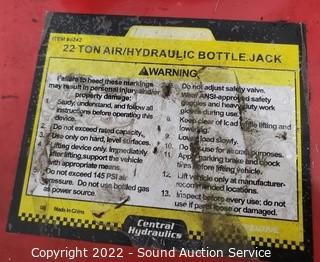 ITEM
22 TON AIR/HYDRAULIC BOTTLE JACK
WARNING
Failure to heed these markings
may result in personal injury and/or
property damage:
Study, understand, and follow all
instructions before operating this
device.
Do not exceed rated capacity.
Use only on hard, level surfaces.
Lifting device only. Immediately
after lifting, support the vehicle
with appropriate means.
Do not exceed 145 PSI air
pressure. Do not use bottled gas
as power source.
Do not adjust safety valve.
Wear ANSI-approved safety
goggles and heavy duty work
gloves during use.
Keep clear of load while lifting and
lowering.
Load slowly.
for aircraft purposes.
Apply parking brake and chock
tires before lifting vehicle.
12. Lift vehicle only at manufacturer-
recommended locations.
13. Inspect before every use; do not
use if parts loose or damaged.
Made in China
Central
Hydraulics
Copyright 2022 - Sound Auction Service